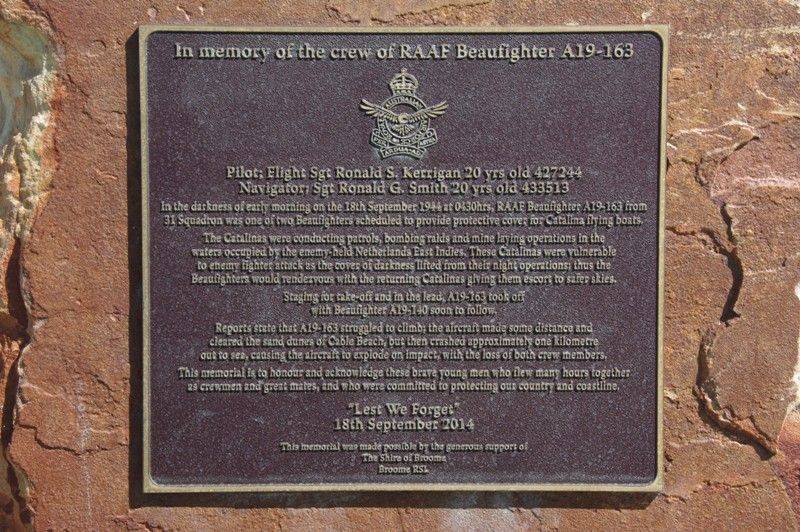 In memory of the crew of RAAF Beaufighter A19-163
AUSTRALIAN
Pilot; Flight Sgt Ronald S. Kerrigan 20 yrs old 427244
Navigator; Sgt Ronald G. Smith 20 yrs old 433513
In the darkness of early morning on the 18th September 1944 at 0430hrs, RAAF Beaufighter A19-163 from
31 Squadron was one of two Beaufighters scheduled to provide protective cover for Catalina flying boats.
The Catalinas were conducting patrols, bombing raids and mine laying operations in the
waters occupied by the enemy-held Netherlands East Indies. These Catalinas were vulnerable
to enemy fighter attack as the cover of darkness lifted from their night operations; thus the
Beaufighters would rendezvous with the returning Catalinas giving them escort to safer skies.
Staging for take-off and in the lead, A19-163 took off
with Beaufighter A19-140 soon to follow.
Reports state that A19-163 struggled to climb; the aircraft made some distance and
cleared the sand dunes of Cable Beach, but then crashed approximately one kilometre
out to sea, causing the aircraft to explode on impact, with the loss of both crew members.
This memorial is to honour and acknowledge these brave young men who flew many hours together
as crewmen and great mates, and who were committed to protecting our country and coastline.
"Lest We Forget"
18th September 2014
This memorial was made possible by the generous support of
The Shire of Broome
Broome RSL